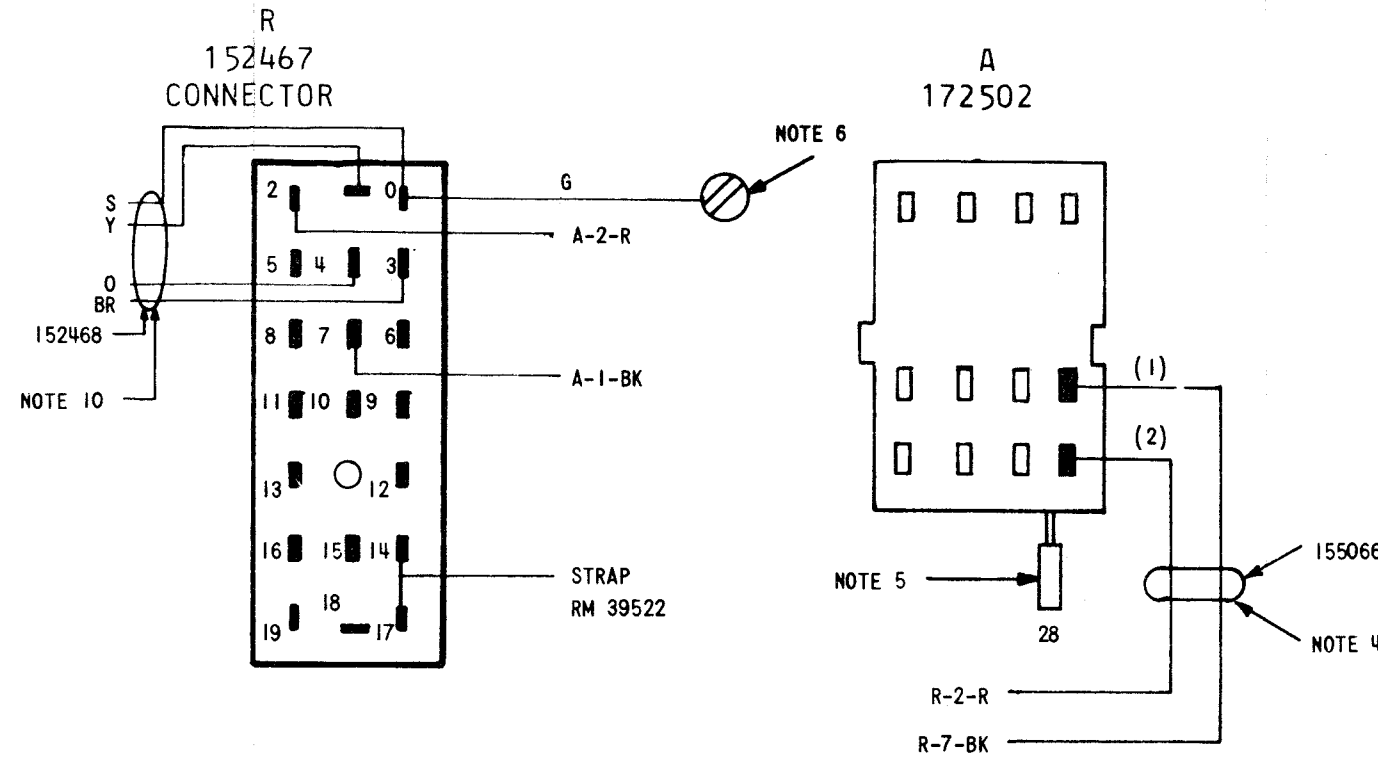 R
152467
CONNECTOR
A
172502
NOTE 6
2
0
G
S
Y
A-2-R
5
4
3
O
BR
152468
8
7
6
(1)
A-1-BK
NOTE 10
11
10
9
(2)
13
12
16
15
14
STRAP
RM 39522
18
19
17
NOTE 5
28
155066
NOTE 4
R-2-R
R-7-BK